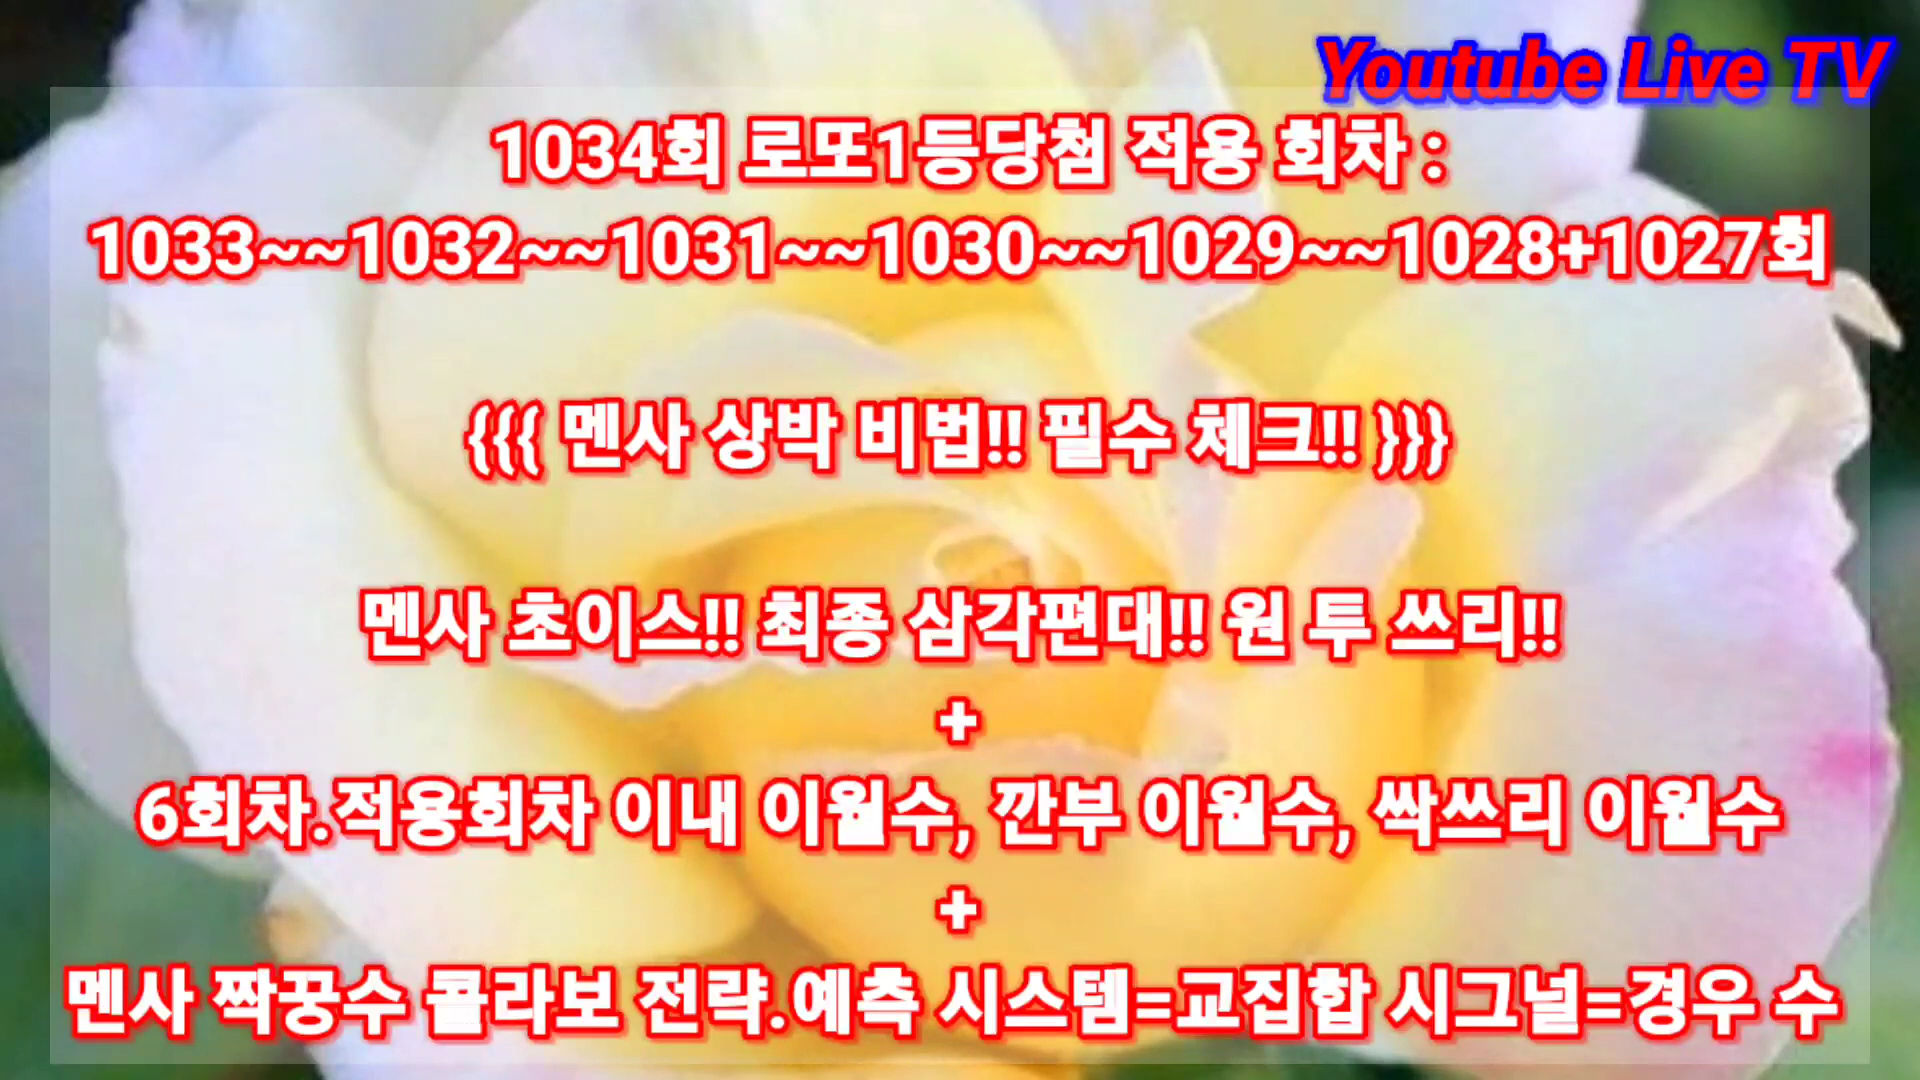 Youtube Live TV
1034회 로또1등당첨 적용 회차 :
1033~~1032~~1031~~1030~~1029~~1028+1027회
{{{ 멘사 상박 비법!! 필수 체크!! }}}
멘사 초이스!! 최종 삼각편대!! 원 투 쓰리!!
+
6회차.적용회차 이내 이월수, 깐부 이월수, 싹쓰리 이월수
+
멘사 짝꿍수 콜라보 전략.예측 시스템=교집합 시그널=경우 수